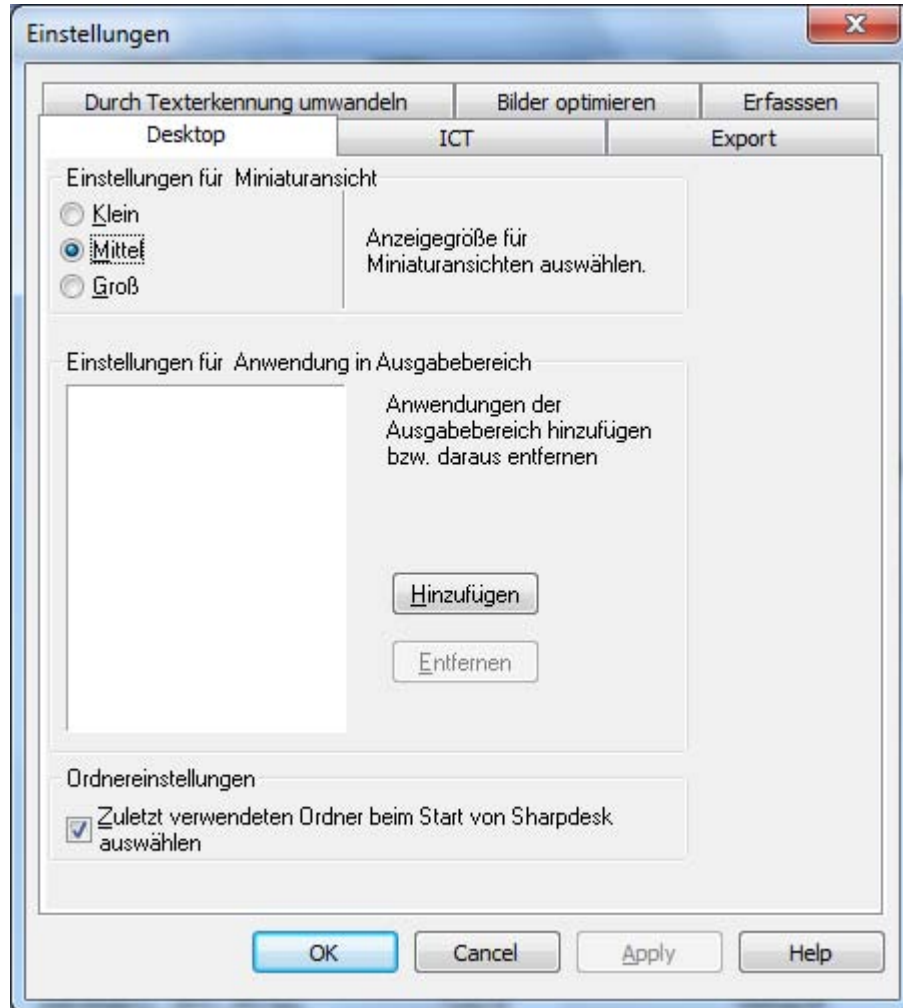 Einstellungen
Durch Texterkennung umwandeln
Bilder optimieren
Erfasssen
Desktop
ICT
Export
Einstellungen für Miniaturansicht
Klein
Mittel
Groß
Anzeigegröße für
Miniaturansichten auswählen.
Einstellungen für Anwendung in Ausgabebereich
Anwendungen der
Ausgabebereich hinzufügen
bzw. daraus entfernen
Hinzufügen
Entfernen
Ordnereinstellungen
Zuletzt verwendeten Ordner beim Start von Sharpdesk
auswählen
OK
Cancel
Apply
Help